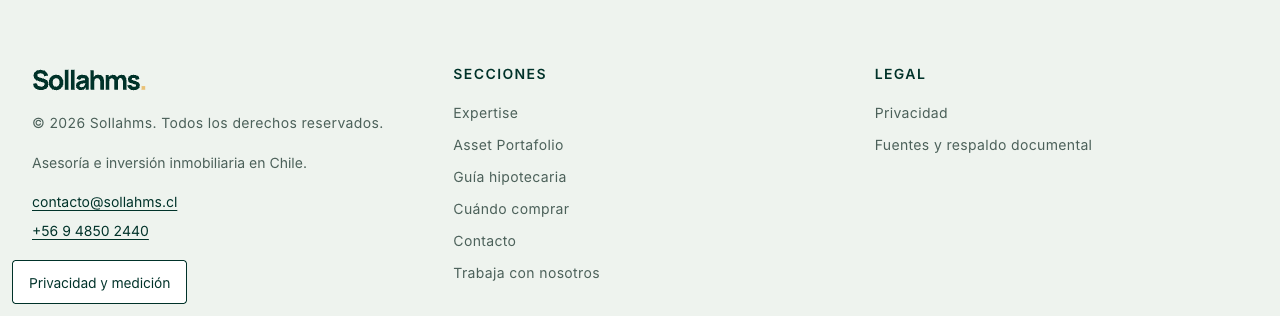 Sollahms.
© 2026 Sollahms. Todos los derechos reservados.
Asesoría e inversión inmobiliaria en Chile.
contacto@sollahms.cl
+56 9 4850 2440
Privacidad y medición
SECCIONES
Expertise
Asset Portafolio
Guía hipotecaria
Cuándo comprar
Contacto
Trabaja con nosotros
LEGAL
Privacidad
Fuentes y respaldo documental